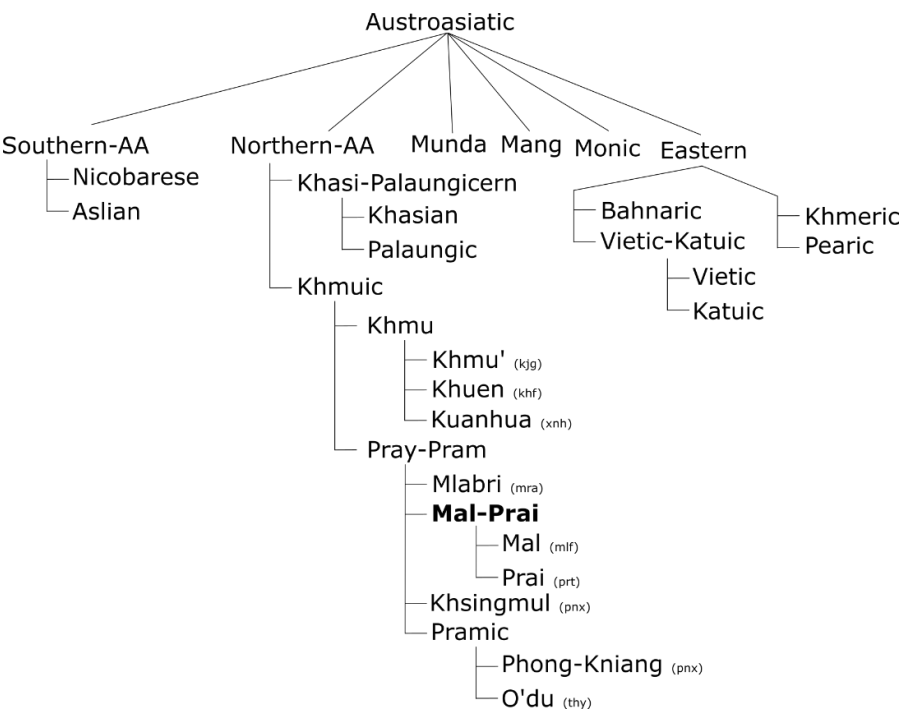 Austroasiatic
Southern-AA
Nicobarese
Aslian
Northern-AA
Khasi-Palaungicern
Khasian
Palaungic
Khmuic
Khmu
Khmu' (kjg)
Khuen (khf)
Kuanhua (xnh)
Pray-Pram
Mlabri (mra)
Mal-Prai
Mal (mlf)
Prai (prt)
Khsingmul (pnx)
Pramic
Phong-Kniang (pnx)
O'du (thy)
Munda
Mang
Monic
Eastern
Bahnaric
Vietic-Katuic
Vietic
Katuic
Khmeric
Pearic